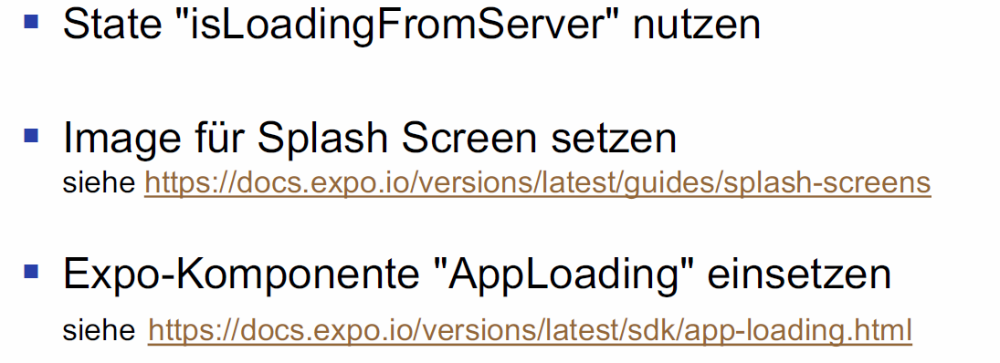 State "isLoadingFromServer" nutzen
Image für Splash Screen setzen
siehe https://docs.expo.io/versions/latest/guides/splash-screens
Expo-Komponente "AppLoading" einsetzen
siehe https://docs.expo.io/versions/latest/sdk/app-loading.html